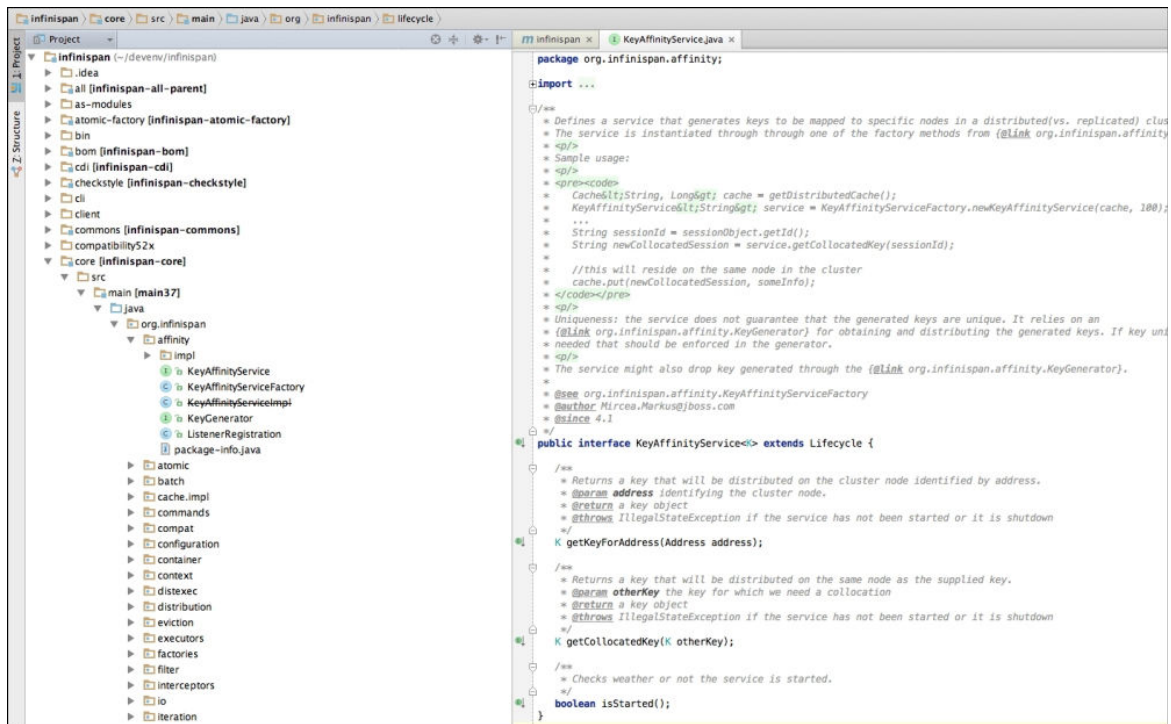 infinispan core src main java org infinispan lifecycle
Project
infinispan
KeyAffinityService.java
1: Project
Z: Structure
infinispan (~/devenv/infinispan)
.idea
all [infinispan-all-parent]
as-modules
atomic-factory [infinispan-atomic-factory]
bin
bom [infinispan-bom]
cdi [infinispan-cdi]
checkstyle [infinispan-checkstyle]
cli
client
commons [infinispan-commons]
compatibility52x
core [infinispan-core]
src
main [main37]
java
org.infinispan
affinity
impl
KeyAffinityService
KeyAffinityServiceFactory
KeyAffinityServiceImpl
KeyGenerator
ListenerRegistration
package-info.java
atomic
batch
cache.impl
commands
compat
configuration
container
context
distexec
distribution
eviction
executors
factories
filter
interceptors
io
iteration
package org.infinispan.affinity;
import ...
/**
* Defines a service that generates keys to be mapped to specific nodes in a distributed(vs. replicated) clus
* The service is instantiated through through one of the factory methods from {@link org.infinispan.affinity
* <p/>
* Sample usage:
* <p/>
* <pre><code>
* Cache&lt;String, Long&gt; cache = getDistributedCache();
* KeyAffinityService&lt;String&gt; service = KeyAffinityServiceFactory.newKeyAffinityService(cache, 100);
* ...
* String sessionId = sessionObject.getId();
* String newCollocatedSession = service.getCollocatedKey(sessionId);
*
* //this will reside on the same node in the cluster
* cache.put(newCollocatedSession, someInfo);
* </code></pre>
* <p/>
* Uniqueness: the service does not guarantee that the generated keys are unique. It relies on an
* {@link org.infinispan.affinity.KeyGenerator} for obtaining and distributing the generated keys. If key uni
* needed that should be enforced in the generator.
* <p/>
* The service might also drop key generated through the {@link org.infinispan.affinity.KeyGenerator}.
*
* @see org.infinispan.affinity.KeyAffinityServiceFactory
* @author Mircea.Markus@jboss.com
* @since 4.1
*/
public interface KeyAffinityService<K> extends Lifecycle {
/**
* Returns a key that will be distributed on the cluster node identified by address.
* @param address identifying the cluster node.
* @return a key object
* @throws IllegalStateException if the service has not been started or it is shutdown
*/
K getKeyForAddress(Address address);
/**
* Returns a key that will be distributed on the same node as the supplied key.
* @param otherKey the key for which we need a collocation
* @return a key object
* @throws IllegalStateException if the service has not been started or it is shutdown
*/
K getCollocatedKey(K otherKey);
/**
* Checks weather or not the service is started.
*/
boolean isStarted();
}